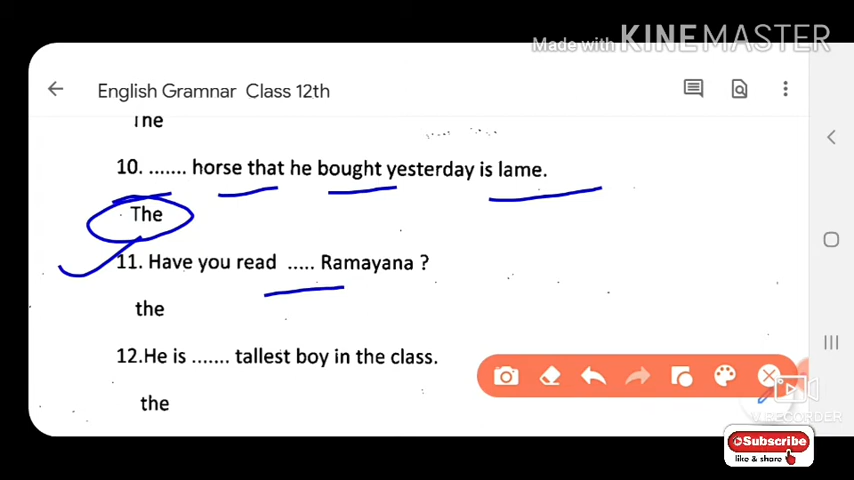 Made with KINEMASTER
English Gramnar Class 12th
The
10. ....... horse that he bought yesterday is lame.
The
11. Have you read ..... Ramayana ?
the
12.He is ....... tallest boy in the class.
the
V RECORDER
Subscribe
like & share